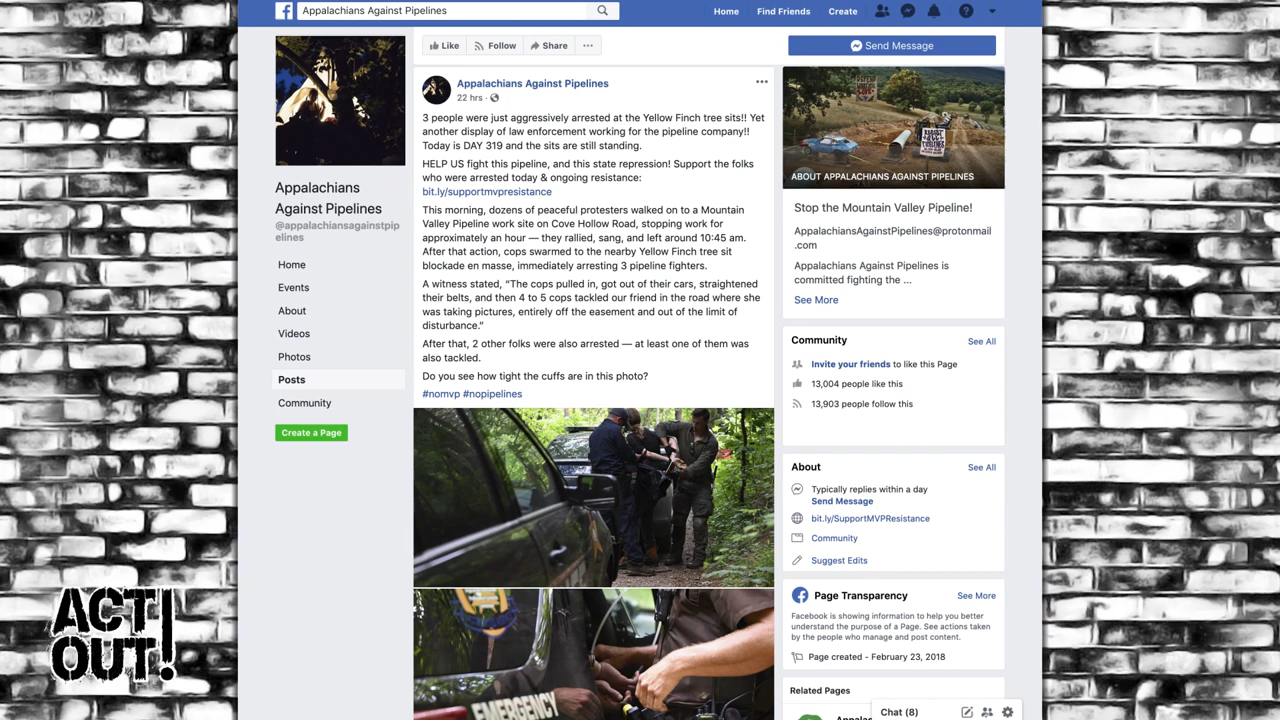 Appalachians Against Pipelines
Home
Find Friends
Create
Like
Follow
Share
Send Message
Appalachians
Against Pipelines
@appalachiansagainstpip
elines
Home
Events
About
Videos
Photos
Posts
Community
Create a Page
Appalachians Against Pipelines
22 hrs ·
3 people were just aggressively arrested at the Yellow Finch tree sits!! Yet
another display of law enforcement working for the pipeline company!!
Today is DAY 319 and the sits are still standing.
HELP US fight this pipeline, and this state repression! Support the folks
who were arrested today & ongoing resistance:
bit.ly/supportmvpresistance
This morning, dozens of peaceful protesters walked on to a Mountain
Valley Pipeline work site on Cove Hollow Road, stopping work for
approximately an hour — they rallied, sang, and left around 10:45 am.
After that action, cops swarmed to the nearby Yellow Finch tree sit
blockade en masse, immediately arresting 3 pipeline fighters.
A witness stated, “The cops pulled in, got out of their cars, straightened
their belts, and then 4 to 5 cops tackled our friend in the road where she
was taking pictures, entirely off the easement and out of the limit of
disturbance.”
After that, 2 other folks were also arrested — at least one of them was
also tackled.
Do you see how tight the cuffs are in this photo?
#nomvp #nopipelines
EMERGENCY
ABOUT APPALACHIANS AGAINST PIPELINES
Stop the Mountain Valley Pipeline!
AppalachiansAgainstPipelines@protonmail
.com
Appalachians Against Pipelines is
committed fighting the ...
See More
Community
See All
Invite your friends to like this Page
13,004 people like this
13,903 people follow this
About
See All
Typically replies within a day
Send Message
bit.ly/SupportMVPResistance
Community
Suggest Edits
Page Transparency
See More
Facebook is showing information to help you better
understand the purpose of a Page. See actions taken
by the people who manage and post content.
Page created - February 23, 2018
Related Pages
Chat (8)
ACT
OUT!